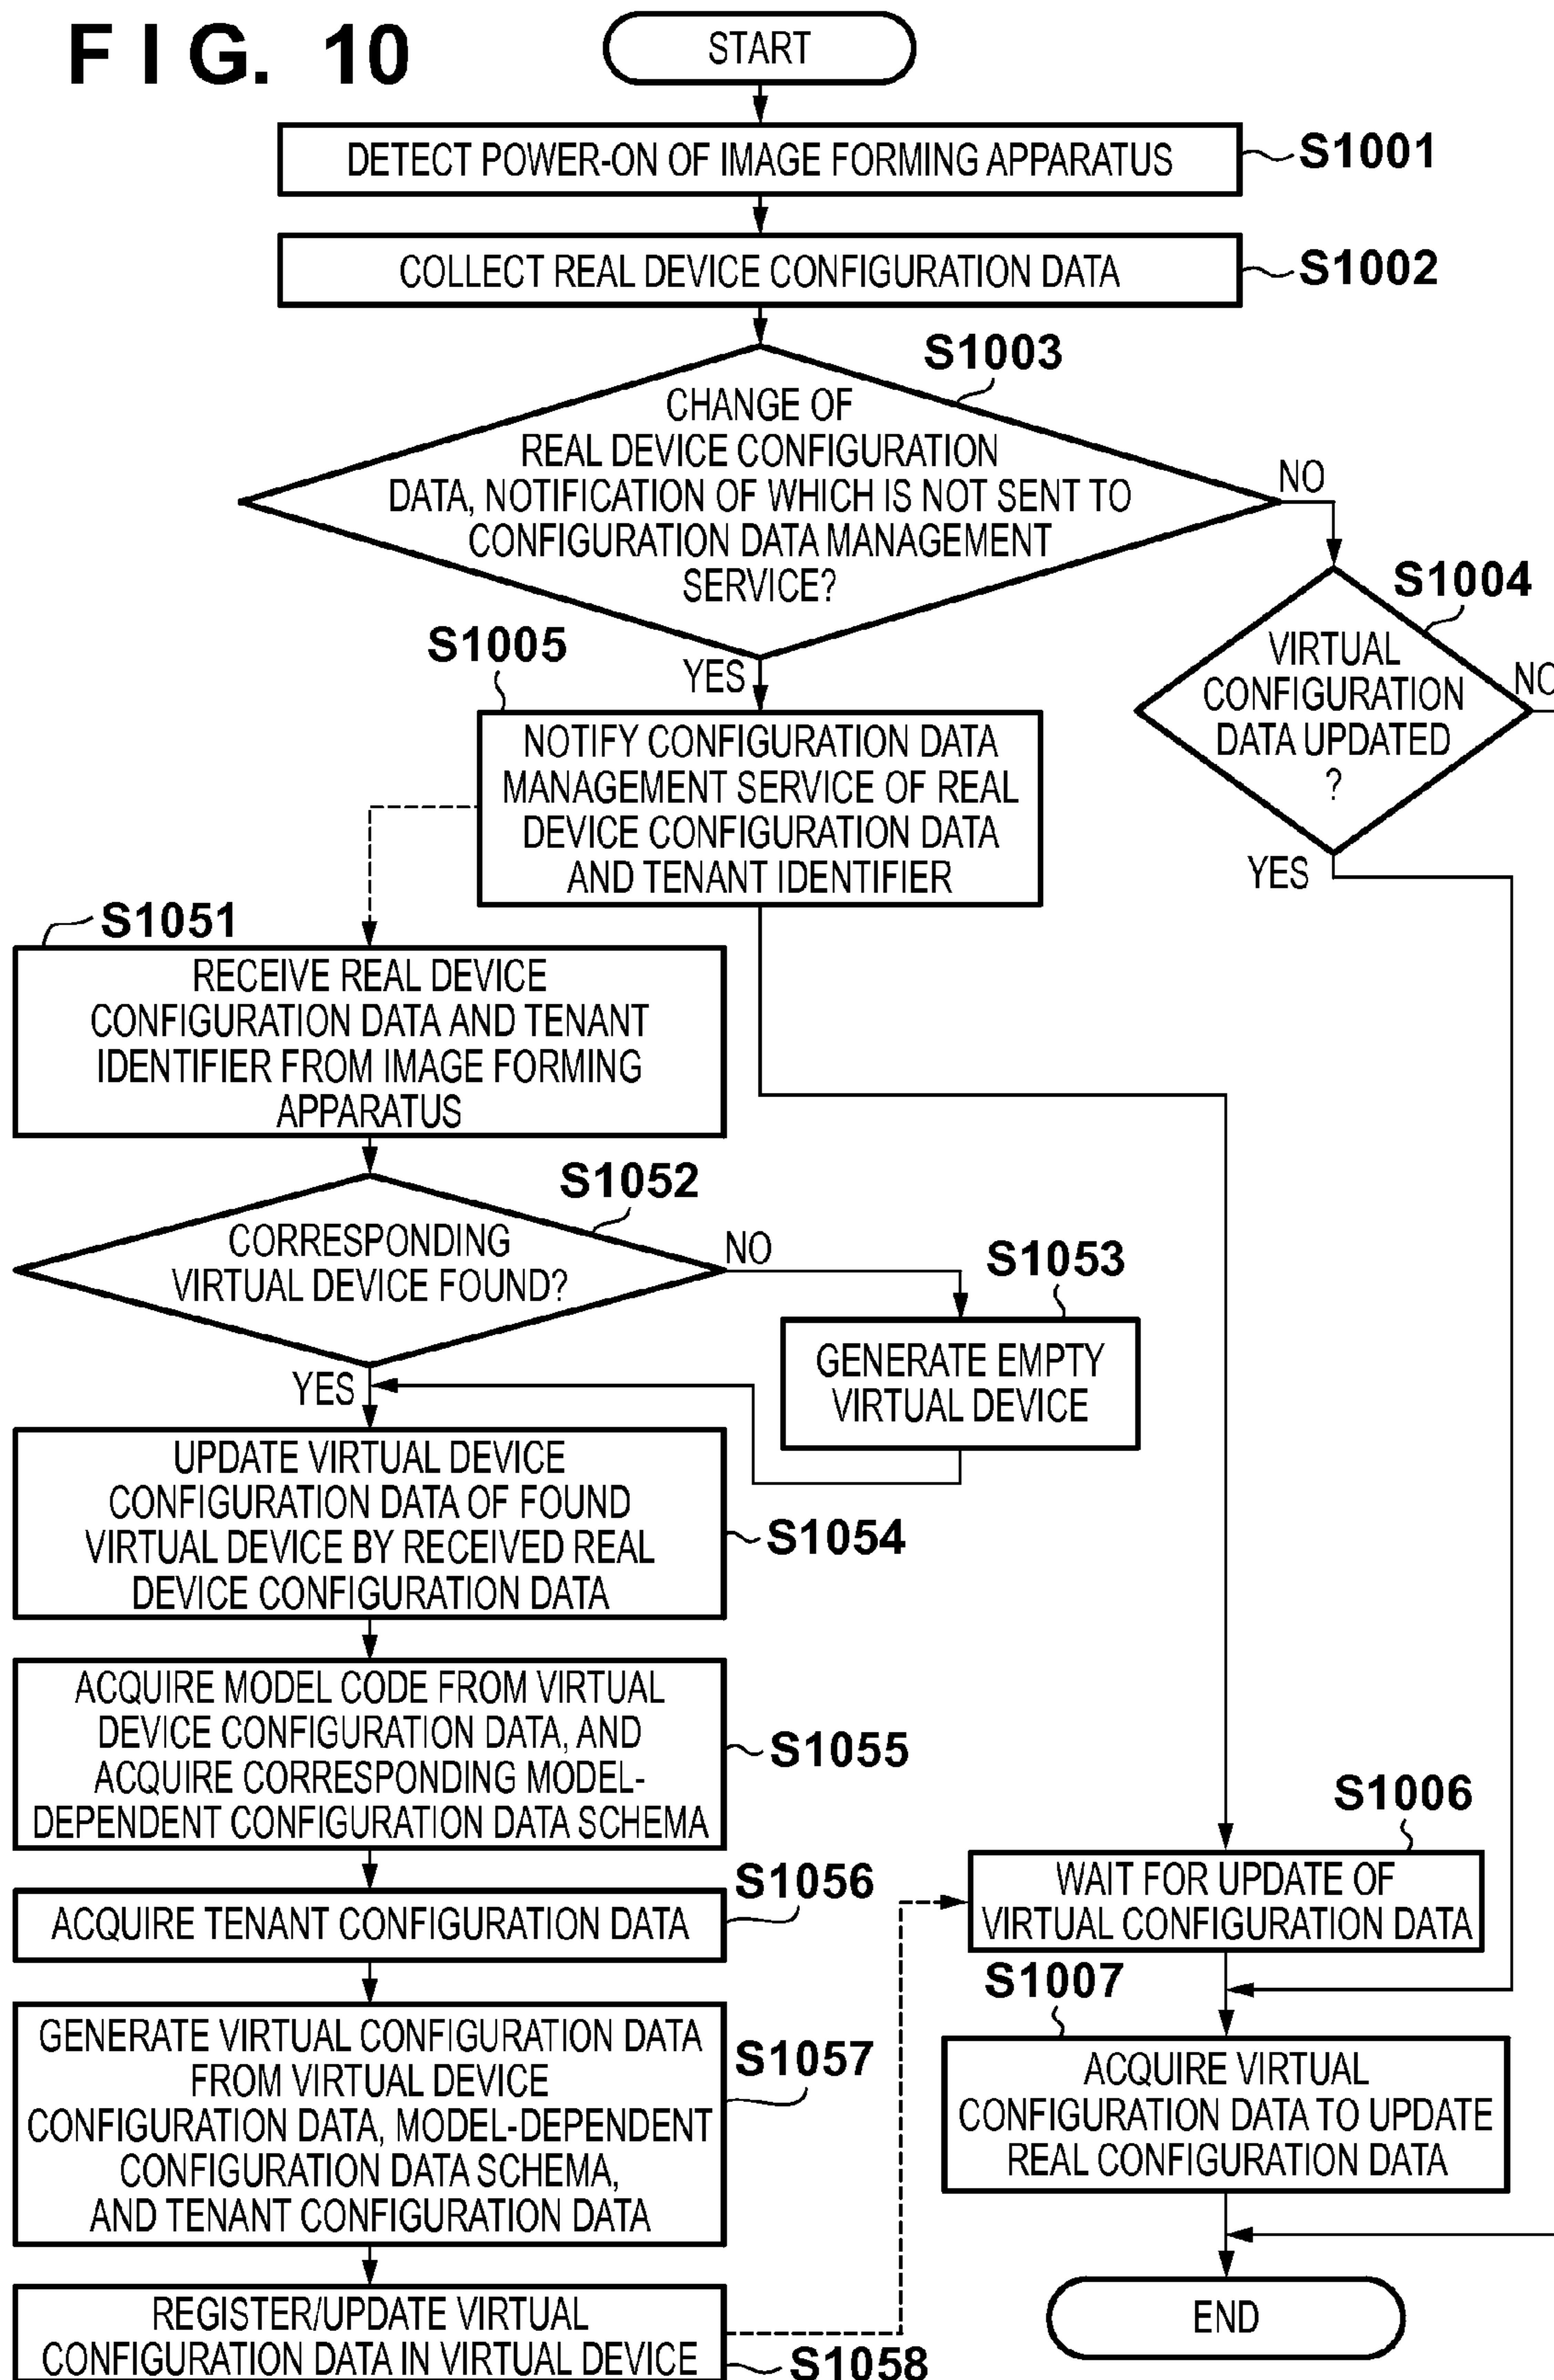 FIG. 10
START
DETECT POWER-ON OF IMAGE FORMING APPARATUS
S1001
COLLECT REAL DEVICE CONFIGURATION DATA
S1002
S1003
CHANGE OF
REAL DEVICE CONFIGURATION
DATA, NOTIFICATION OF WHICH IS NOT SENT TO
CONFIGURATION DATA MANAGEMENT
SERVICE?
NO
YES
S1004
VIRTUAL
CONFIGURATION
DATA UPDATED
?
NO
YES
S1005
NOTIFY CONFIGURATION DATA
MANAGEMENT SERVICE OF REAL
DEVICE CONFIGURATION DATA
AND TENANT IDENTIFIER
S1051
RECEIVE REAL DEVICE
CONFIGURATION DATA AND TENANT
IDENTIFIER FROM IMAGE FORMING
APPARATUS
S1052
CORRESPONDING
VIRTUAL DEVICE FOUND?
NO
YES
S1053
GENERATE EMPTY
VIRTUAL DEVICE
UPDATE VIRTUAL DEVICE
CONFIGURATION DATA OF FOUND
VIRTUAL DEVICE BY RECEIVED REAL
DEVICE CONFIGURATION DATA
S1054
ACQUIRE MODEL CODE FROM VIRTUAL
DEVICE CONFIGURATION DATA, AND
ACQUIRE CORRESPONDING MODEL-
DEPENDENT CONFIGURATION DATA SCHEMA
S1055
S1056
ACQUIRE TENANT CONFIGURATION DATA
GENERATE VIRTUAL CONFIGURATION DATA
FROM VIRTUAL DEVICE
CONFIGURATION DATA, MODEL-DEPENDENT
CONFIGURATION DATA SCHEMA,
AND TENANT CONFIGURATION DATA
S1057
REGISTER/UPDATE VIRTUAL
CONFIGURATION DATA IN VIRTUAL DEVICE
S1058
S1006
WAIT FOR UPDATE OF
VIRTUAL CONFIGURATION DATA
S1007
ACQUIRE VIRTUAL
CONFIGURATION DATA TO UPDATE
REAL CONFIGURATION DATA
END